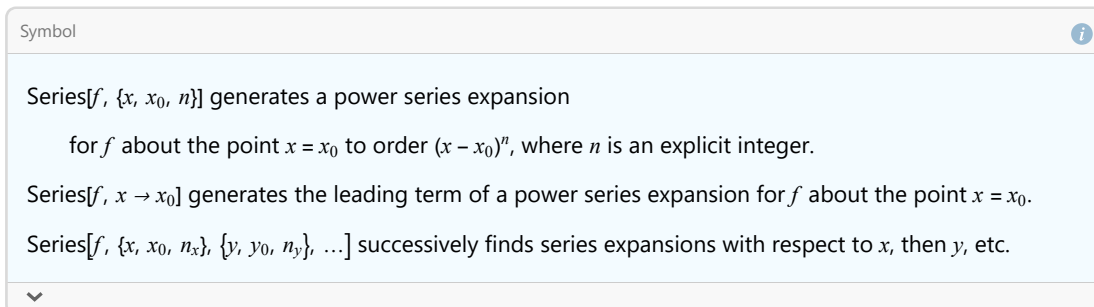 Symbol
i
Series[f, {x, x₀, n}] generates a power series expansion
for f about the point x = x₀ to order (x – x₀)ⁿ, where n is an explicit integer.
Series[f, x → x₀] generates the leading term of a power series expansion for f about the point x = x₀.
Series[f, {x, x₀, nₓ}, {y, y₀, n_y}, …] successively finds series expansions with respect to x, then y, etc.